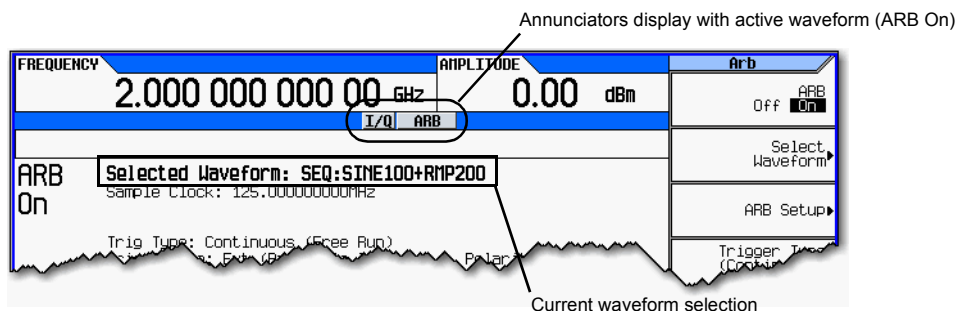 Annunciators display with active waveform (ARB On)
FREQUENCY
AMPLITUDE
2.000 000 000 00 GHz
0.00 dBm
I/Q ARB
Arb
ARB
Off On
Select
Waveform
ARB Setup
Trigger Type
ARB
On
Selected Waveform: SEQ:SINE100+RMP200
Sample Clock: 125.000000000MHz
Trig Type: Continuous (Free Run)
Current waveform selection